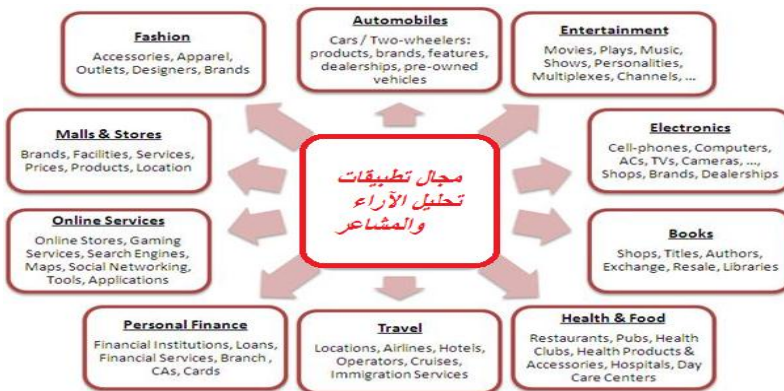 Fashion
Accessories, Apparel,
Outlets, Designers, Brands
Automobiles
Cars / Two-wheelers:
products, brands, features,
dealerships, pre-owned
vehicles
Entertainment
Movies, Plays, Music,
Shows, Personalities,
Multiplexes, Channels, ...
Malls & Stores
Brands, Facilities, Services,
Prices, Products, Location
مجال تطبيقات
تحليل الآراء
والمشاعر
Electronics
Cell-phones, Computers,
ACs, TVs, Cameras, ...,
Shops, Brands, Dealerships
Online Services
Online Stores, Gaming
Services, Search Engines,
Maps, Social Networking,
Tools, Applications
Books
Shops, Titles, Authors,
Exchange, Resale, Libraries
Personal Finance
Financial Institutions, Loans,
Financial Services, Branch ,
CAs, Cards
Travel
Locations, Airlines, Hotels,
Operators, Cruises,
Immigration Services
Health & Food
Restaurants, Pubs, Health
Clubs, Health Products &
Accessories, Hospitals, Day
Care Centers